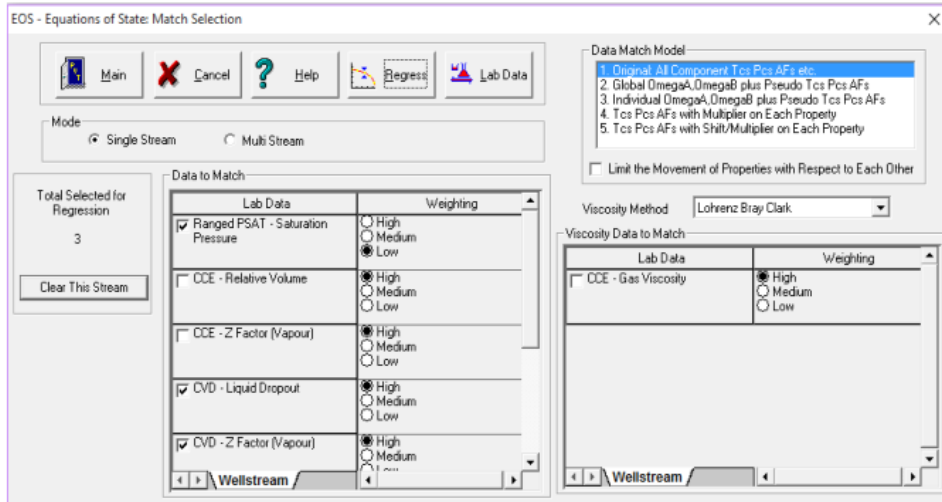 EOS - Equations of State: Match Selection
Main
Cancel
Help
Regress
Lab Data
Data Match Model
1. Original: All Component Tcs Pcs AFs etc.
2. Global OmegaA,OmegaB plus Pseudo Tcs Pcs AFs
3. Individual OmegaA,OmegaB plus Pseudo Tcs Pcs AFs
4. Tcs Pcs AFs with Multiplier on Each Property
5. Tcs Pcs AFs with Shift/Multiplier on Each Property
Limit the Movement of Properties with Respect to Each Other
Mode
Single Stream
Multi Stream
Total Selected for
Regression
3
Clear This Stream
Data to Match
Lab Data
Weighting
Ranged PSAT - Saturation
Pressure
High
Medium
Low
CCE - Relative Volume
High
Medium
Low
CCE - Z Factor (Vapour)
High
Medium
Low
CVD - Liquid Dropout
High
Medium
Low
CVD - Z Factor (Vapour)
High
Medium
Wellstream
Viscosity Method
Lohrenz Bray Clark
Viscosity Data to Match
Lab Data
Weighting
CCE - Gas Viscosity
High
Medium
Low
Wellstream